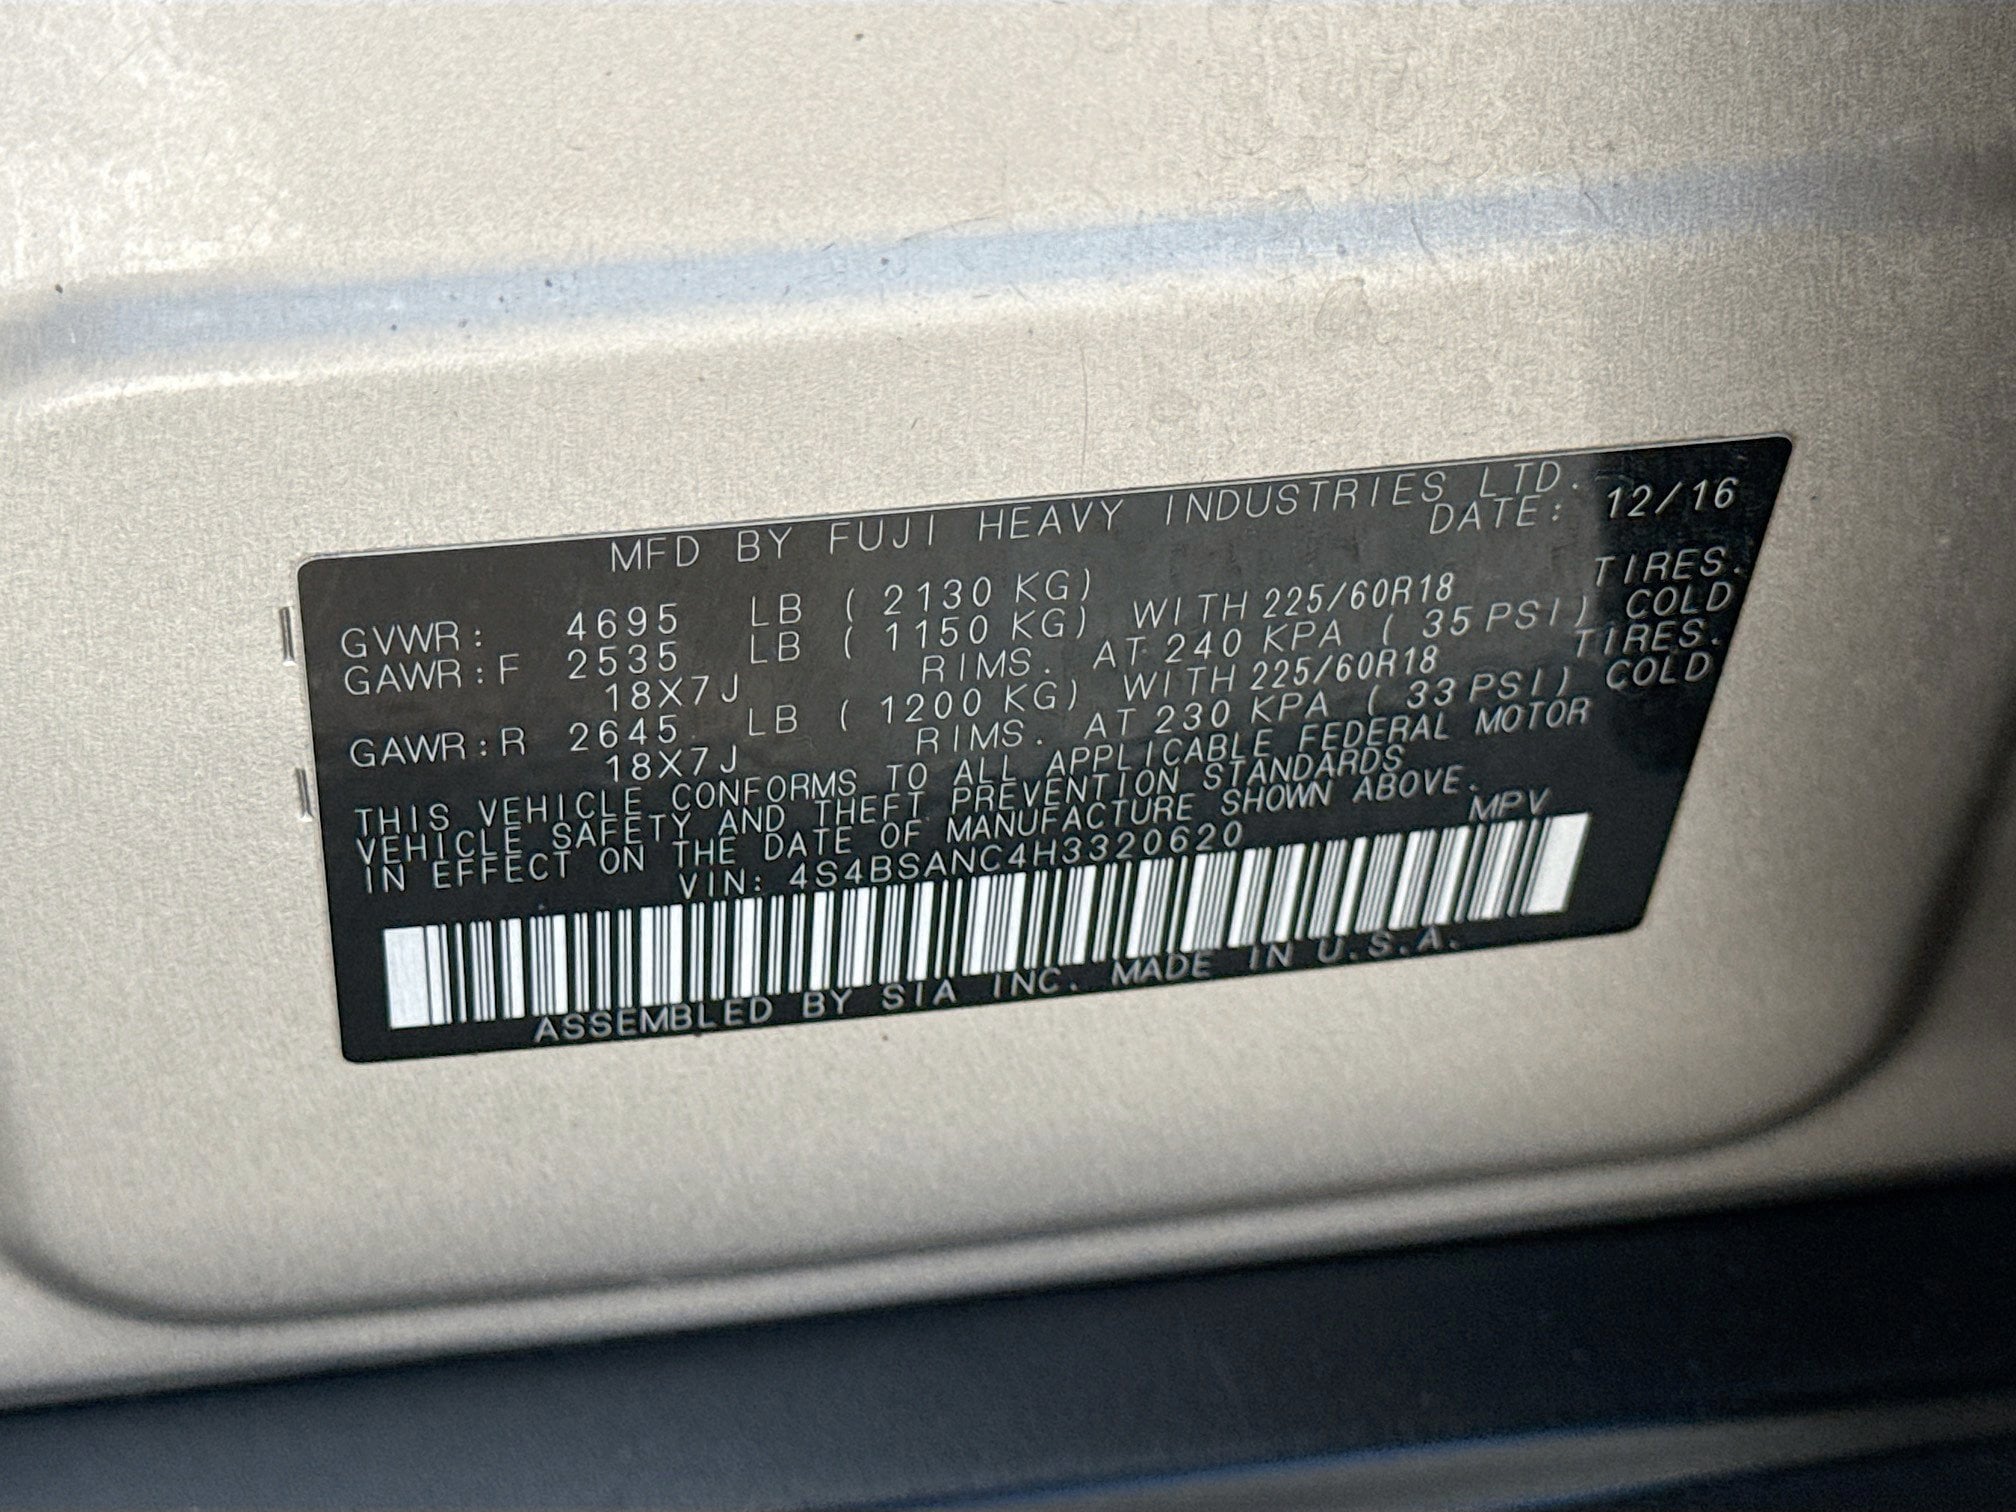 MFD BY FUJI HEAVY INDUSTRIES LTD.
DATE: 12/16
GVWR: 4695 LB ( 2130 KG)
GAWR:F 2535 LB ( 1150 KG) WITH 225/60R18 TIRES.
18X7J RIMS. AT 240 KPA ( 35 PSI) COLD
GAWR:R 2645 LB ( 1200 KG) WITH 225/60R18 TIRES.
18X7J RIMS. AT 230 KPA ( 33 PSI) COLD
THIS VEHICLE CONFORMS TO ALL APPLICABLE FEDERAL MOTOR
VEHICLE SAFETY AND THEFT PREVENTION STANDARDS
IN EFFECT ON THE DATE OF MANUFACTURE SHOWN ABOVE.
VIN: 4S4BSANC4H3320620 MPV
ASSEMBLED BY SIA INC. MADE IN U.S.A.